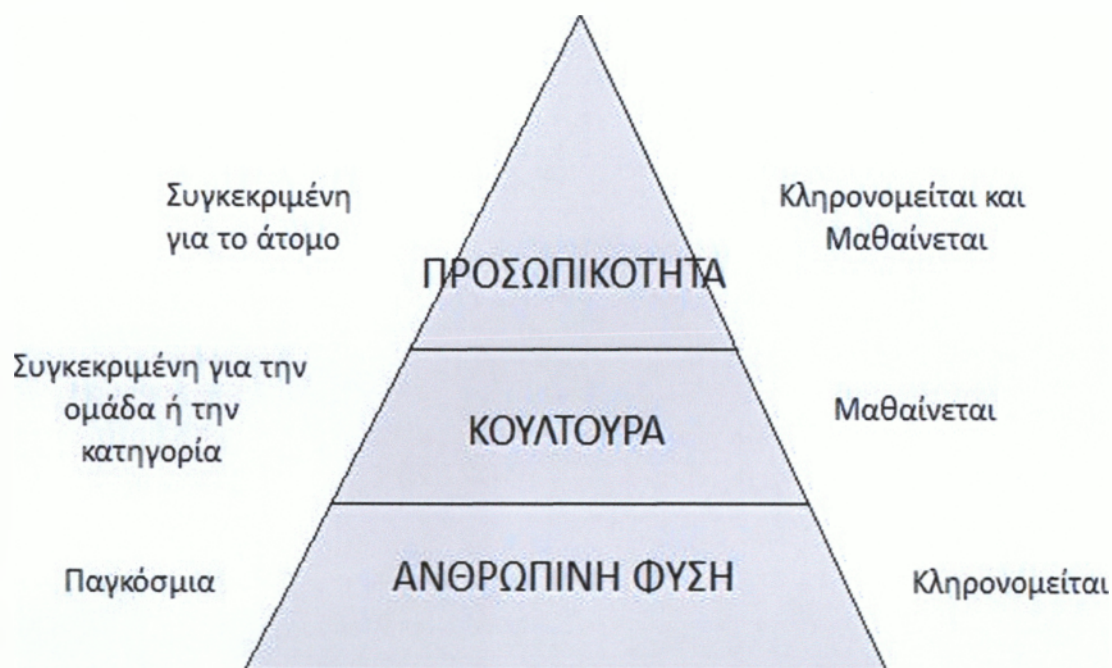 Συγκεκριμένη
για το άτομο
Κληρονομείται και
Μαθαίνεται
ΠΡΟΣΩΠΙΚΟΤΗΤΑ
Συγκεκριμένη για την
ομάδα ή την
κατηγορία
ΚΟΥΛΤΟΥΡΑ
Μαθαίνεται
Παγκόσμια
ΑΝΘΡΩΠΙΝΗ ΦΥΣΗ
Κληρονομείται